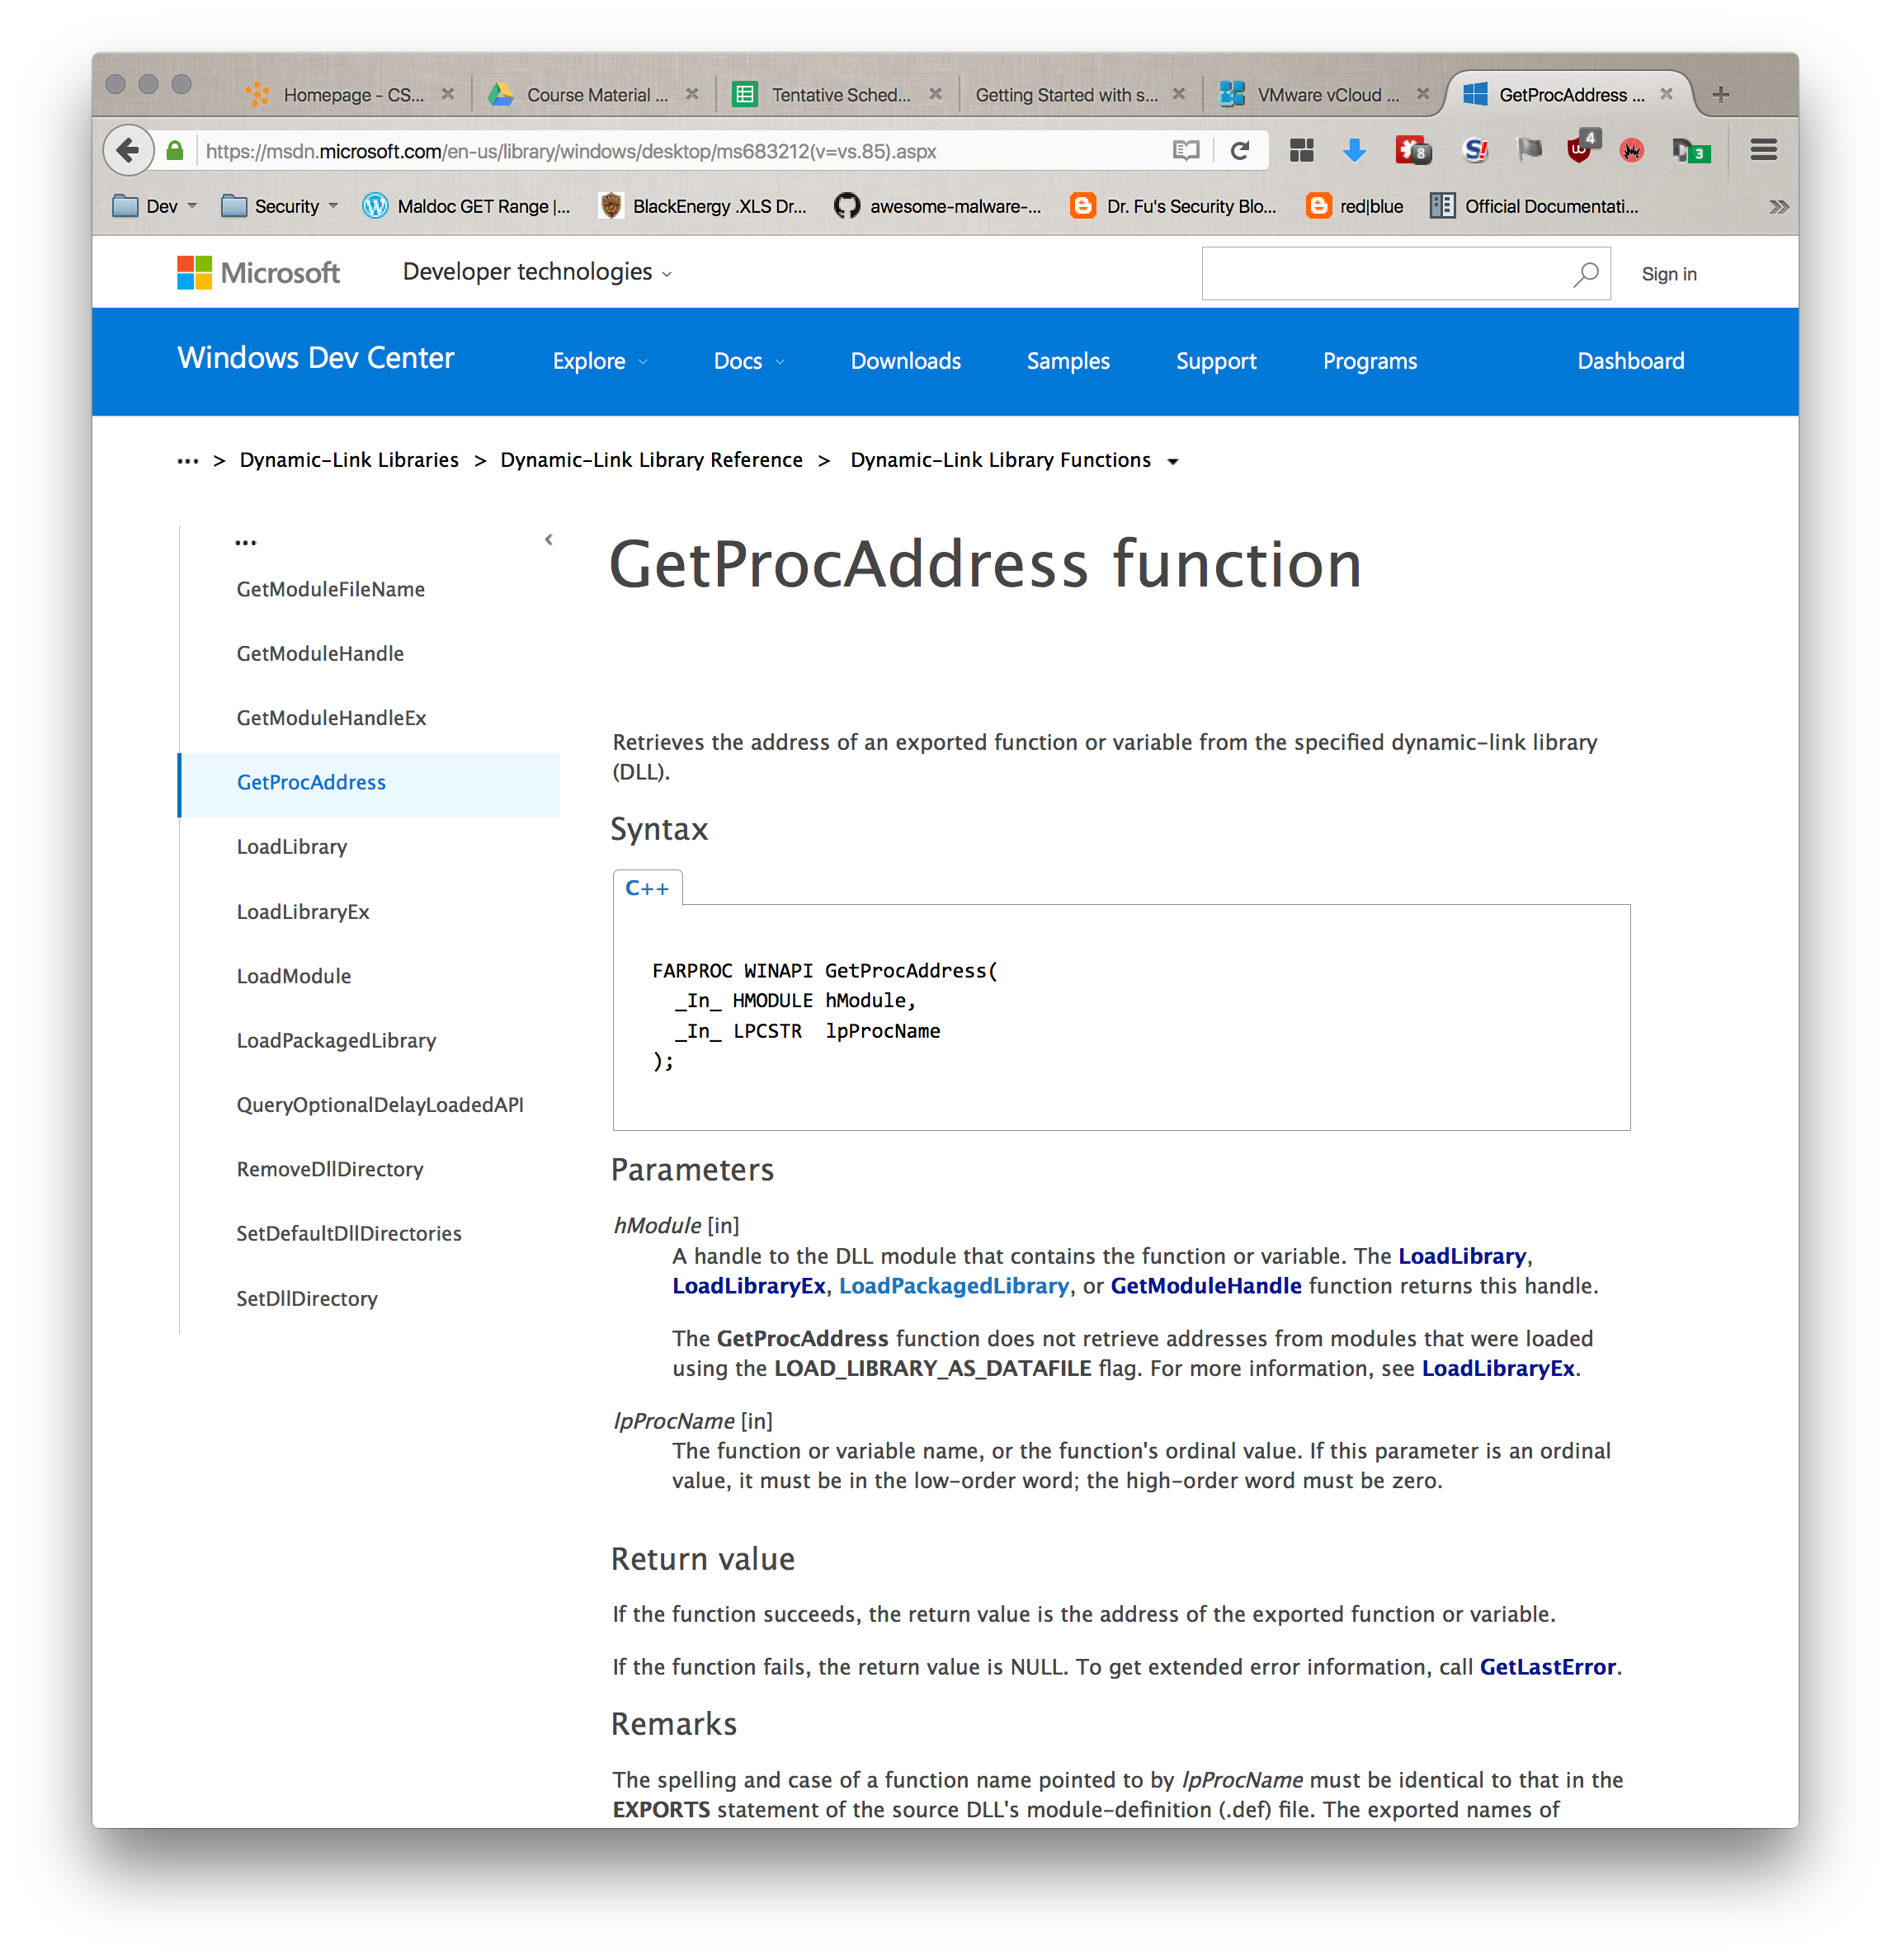 Homepage - CS...
Course Material ...
Tentative Sched...
Getting Started with s...
VMware vCloud ...
GetProcAddress ...
https://msdn.microsoft.com/en-us/library/windows/desktop/ms683212(v=vs.85).aspx
8
S!
4
3
Dev
Security
Maldoc GET Range |...
BlackEnergy .XLS Dr...
awesome-malware-...
Dr. Fu's Security Blo...
red|blue
Official Documentati...
Microsoft
Developer technologies
Sign in
Windows Dev Center
Explore
Docs
Downloads
Samples
Support
Programs
Dashboard
... > Dynamic-Link Libraries > Dynamic-Link Library Reference > Dynamic-Link Library Functions
...
GetModuleFileName
GetModuleHandle
GetModuleHandleEx
GetProcAddress
LoadLibrary
LoadLibraryEx
LoadModule
LoadPackagedLibrary
QueryOptionalDelayLoadedAPI
RemoveDllDirectory
SetDefaultDllDirectories
SetDllDirectory
GetProcAddress function
Retrieves the address of an exported function or variable from the specified dynamic-link library
(DLL).
Syntax
C++
FARPROC WINAPI GetProcAddress(
_In_ HMODULE hModule,
_In_ LPCSTR lpProcName
);
Parameters
hModule [in]
A handle to the DLL module that contains the function or variable. The LoadLibrary,
LoadLibraryEx, LoadPackagedLibrary, or GetModuleHandle function returns this handle.
The GetProcAddress function does not retrieve addresses from modules that were loaded
using the LOAD_LIBRARY_AS_DATAFILE flag. For more information, see LoadLibraryEx.
lpProcName [in]
The function or variable name, or the function's ordinal value. If this parameter is an ordinal
value, it must be in the low-order word; the high-order word must be zero.
Return value
If the function succeeds, the return value is the address of the exported function or variable.
If the function fails, the return value is NULL. To get extended error information, call GetLastError.
Remarks
The spelling and case of a function name pointed to by lpProcName must be identical to that in the
EXPORTS statement of the source DLL's module-definition (.def) file. The exported names of